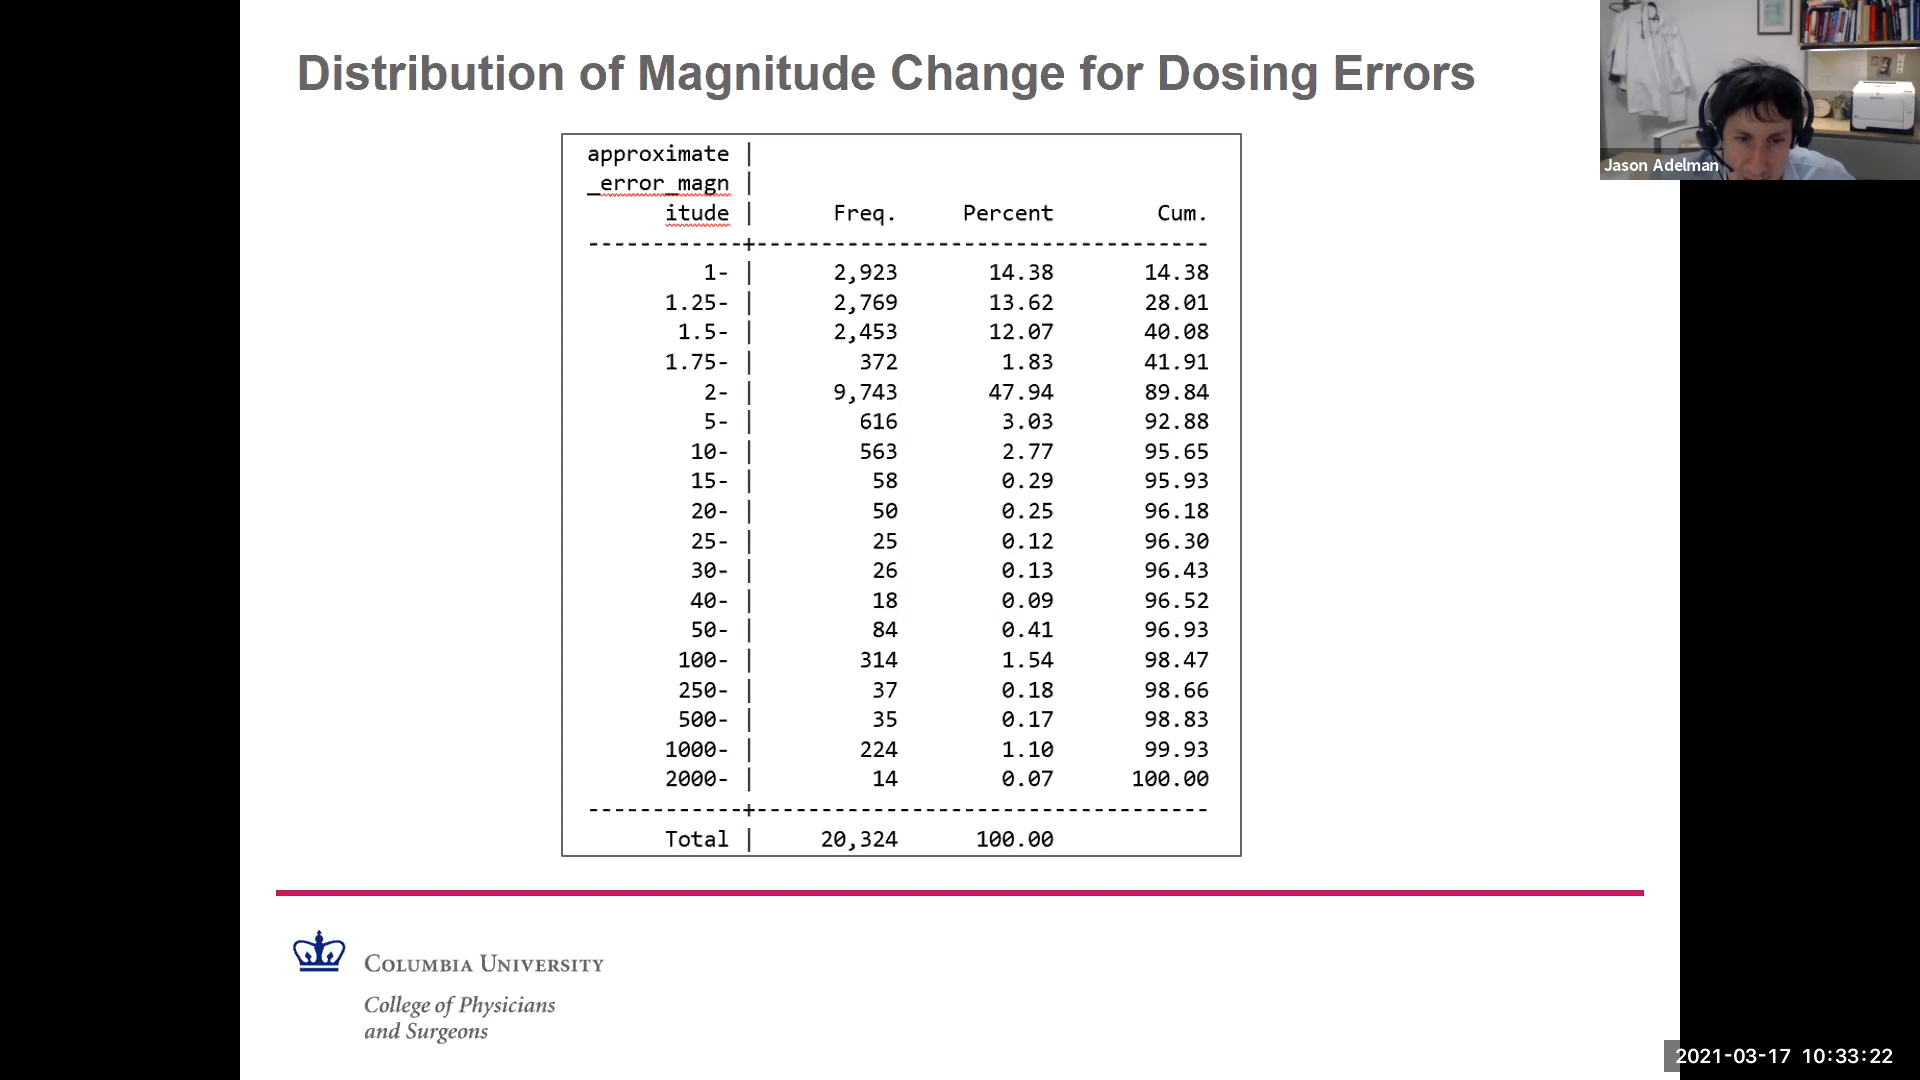 Distribution of Magnitude Change for Dosing Errors
approximate |
_error_magn |
itude | Freq. Percent Cum.
------------+-----------------------------------
1- | 2,923 14.38 14.38
1.25- | 2,769 13.62 28.01
1.5- | 2,453 12.07 40.08
1.75- | 372 1.83 41.91
2- | 9,743 47.94 89.84
5- | 616 3.03 92.88
10- | 563 2.77 95.65
15- | 58 0.29 95.93
20- | 50 0.25 96.18
25- | 25 0.12 96.30
30- | 26 0.13 96.43
40- | 18 0.09 96.52
50- | 84 0.41 96.93
100- | 314 1.54 98.47
250- | 37 0.18 98.66
500- | 35 0.17 98.83
1000- | 224 1.10 99.93
2000- | 14 0.07 100.00
------------+-----------------------------------
Total | 20,324 100.00
Jason Adelman
COLUMBIA UNIVERSITY
College of Physicians
and Surgeons
2021-03-17 10:33:22